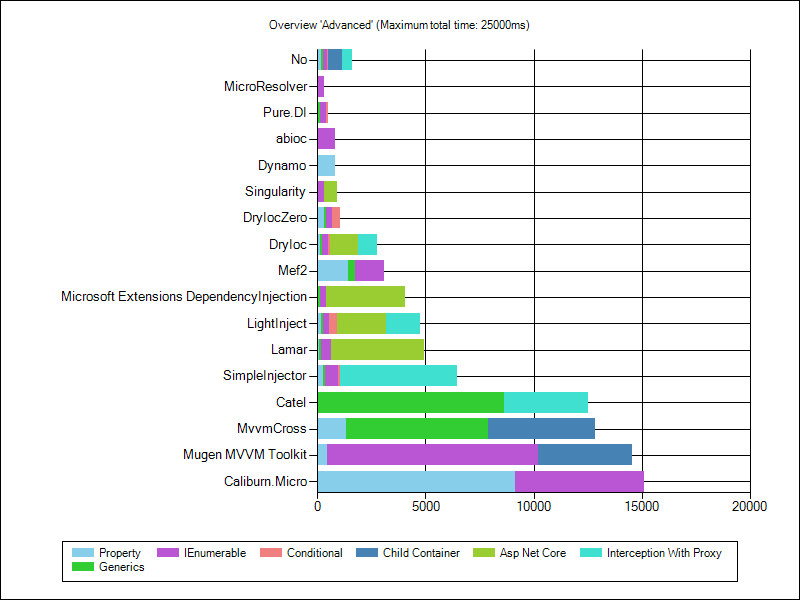 Overview 'Advanced' (Maximum total time: 25000ms)
No
MicroResolver
Pure.DI
abioc
Dynamo
Singularity
DryIocZero
DryIoc
Mef2
Microsoft Extensions DependencyInjection
LightInject
Lamar
SimpleInjector
Catel
MvvmCross
Mugen MVVM Toolkit
Caliburn.Micro
0 5000 10000 15000 20000
Property IEnumerable Conditional Child Container Asp Net Core Interception With Proxy
Generics